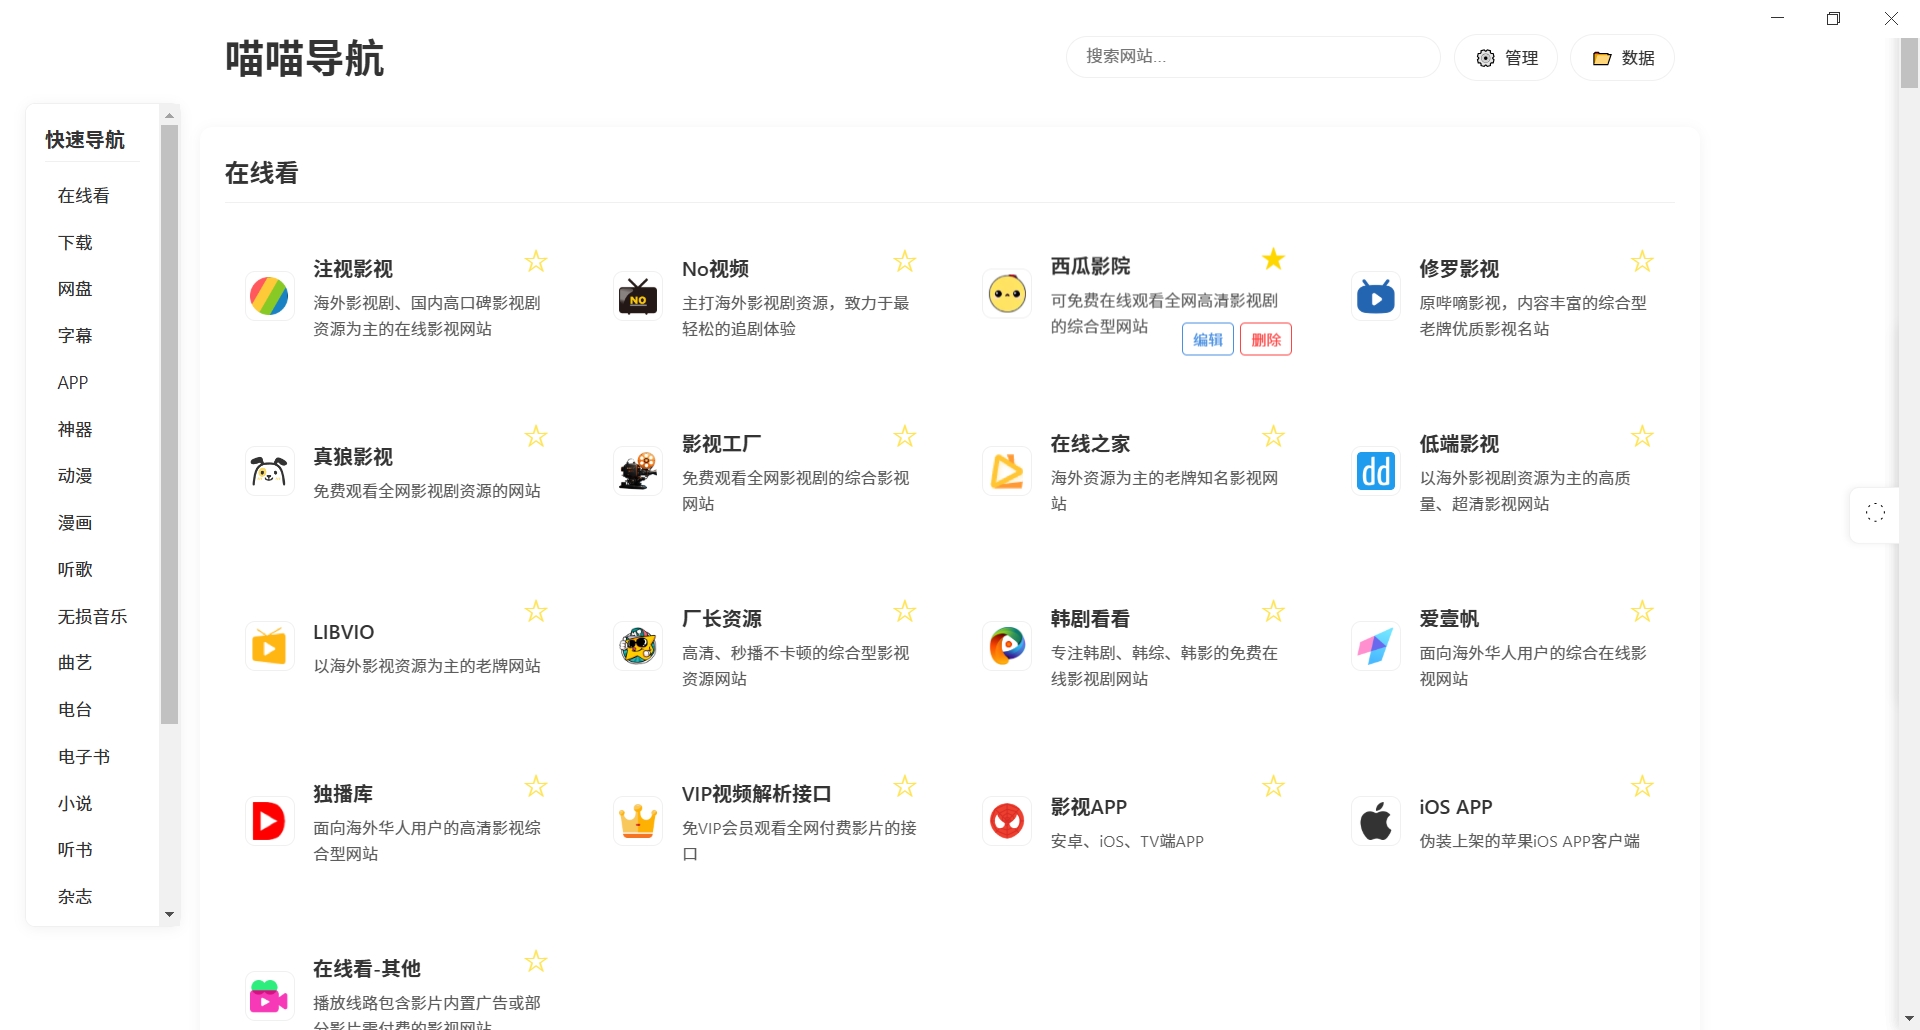 喵喵导航
搜索网站...
管理
数据
快速导航
在线看
下载
网盘
字幕
APP
神器
动漫
漫画
听歌
无损音乐
曲艺
电台
电子书
小说
听书
杂志
在线看
注视影视
海外影视剧、国内高口碑影视剧
资源为主的在线影视网站
NO
No视频
主打海外影视剧资源，致力于最
轻松的追剧体验
西瓜影院
可免费在线观看全网高清影视剧
的综合型网站
编辑
删除
修罗影视
原哔嘀影视，内容丰富的综合型
老牌优质影视名站
真狼影视
免费观看全网影视剧资源的网站
影视工厂
免费观看全网影视剧的综合影视
网站
在线之家
海外资源为主的老牌知名影视网
站
dd
低端影视
以海外影视剧资源为主的高质
量、超清影视网站
LIBVIO
以海外影视资源为主的老牌网站
厂长资源
高清、秒播不卡顿的综合型影视
资源网站
韩剧看看
专注韩剧、韩综、韩影的免费在
线影视剧网站
爱壹帆
面向海外华人用户的综合在线影
视网站
独播库
面向海外华人用户的高清影视综
合型网站
VIP视频解析接口
免VIP会员观看全网付费影片的接
口
影视APP
安卓、iOS、TV端APP
iOS APP
伪装上架的苹果iOS APP客户端
在线看-其他
播放线路包含影片内置广告或部
分影片需付费的影视网站